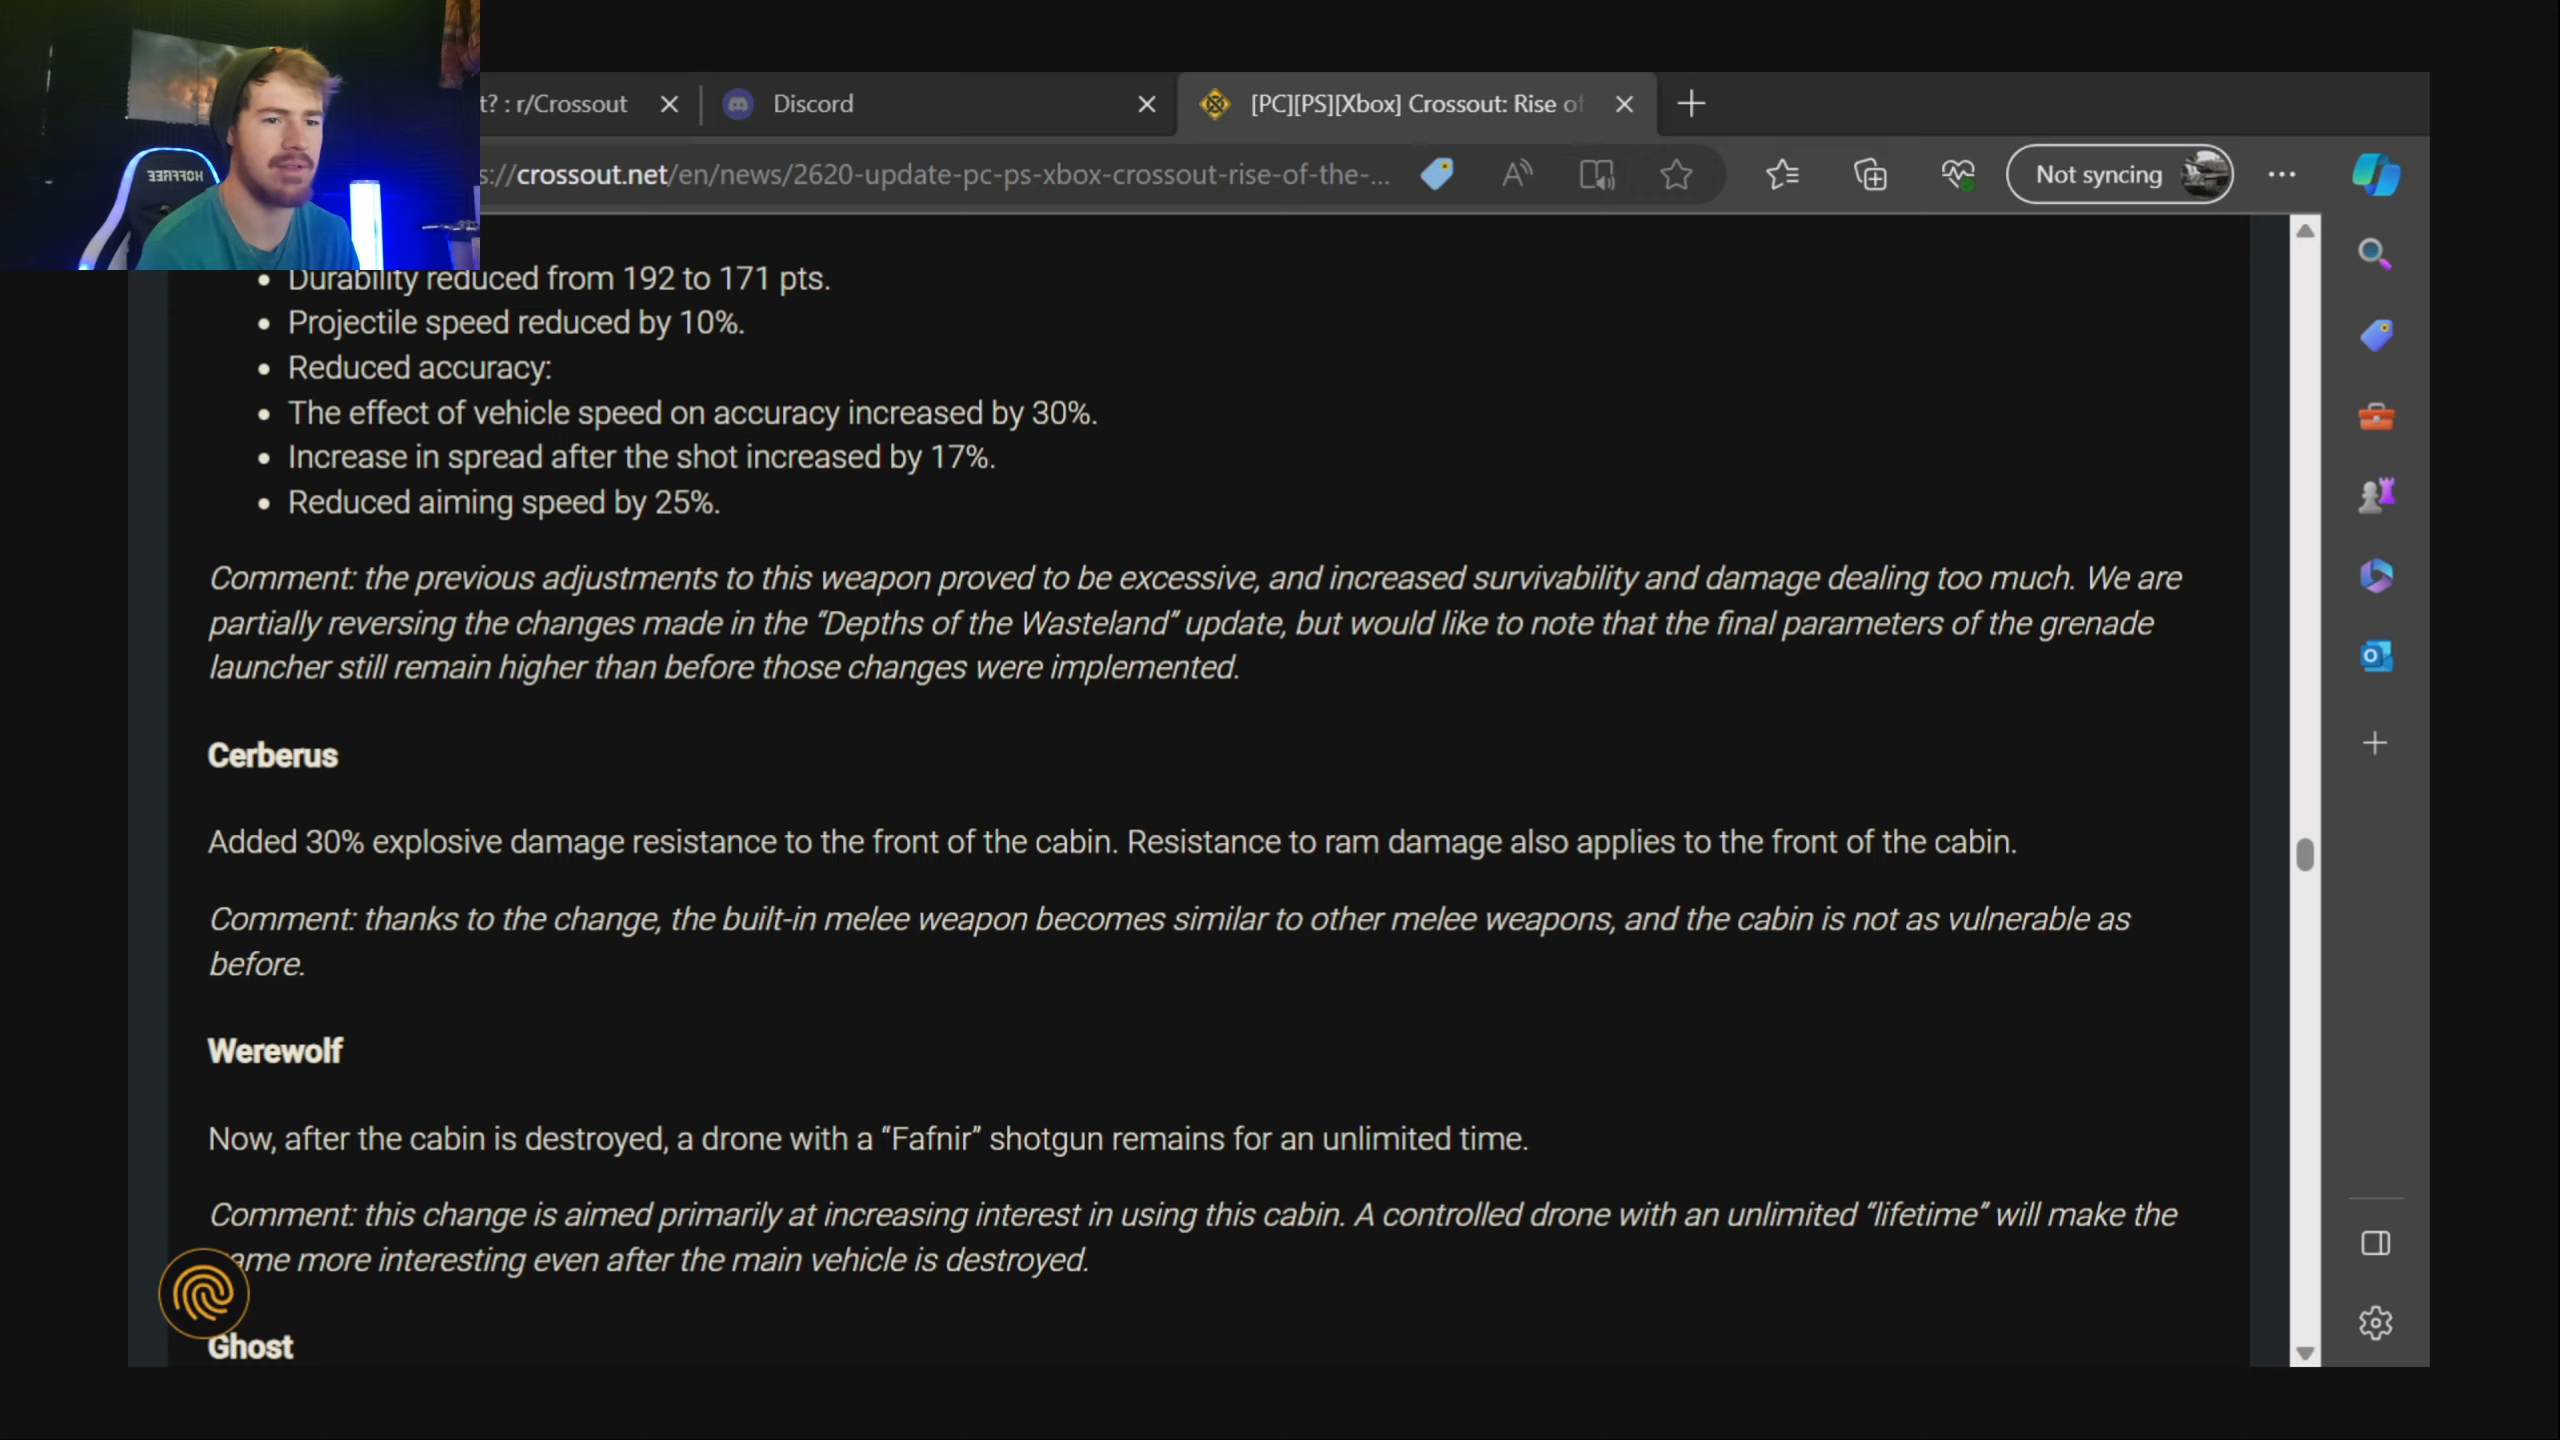 t? : r/Crossout
Discord
[PC][PS][Xbox] Crossout: Rise of
s://crossout.net/en/news/2620-update-pc-ps-xbox-crossout-rise-of-the-...
Not syncing
HOFFREE
• Durability reduced from 192 to 171 pts.
• Projectile speed reduced by 10%.
• Reduced accuracy:
• The effect of vehicle speed on accuracy increased by 30%.
• Increase in spread after the shot increased by 17%.
• Reduced aiming speed by 25%.
Comment: the previous adjustments to this weapon proved to be excessive, and increased survivability and damage dealing too much. We are
partially reversing the changes made in the “Depths of the Wasteland” update, but would like to note that the final parameters of the grenade
launcher still remain higher than before those changes were implemented.
Cerberus
Added 30% explosive damage resistance to the front of the cabin. Resistance to ram damage also applies to the front of the cabin.
Comment: thanks to the change, the built-in melee weapon becomes similar to other melee weapons, and the cabin is not as vulnerable as
before.
Werewolf
Now, after the cabin is destroyed, a drone with a “Fafnir” shotgun remains for an unlimited time.
Comment: this change is aimed primarily at increasing interest in using this cabin. A controlled drone with an unlimited “lifetime” will make the
ame more interesting even after the main vehicle is destroyed.
Ghost